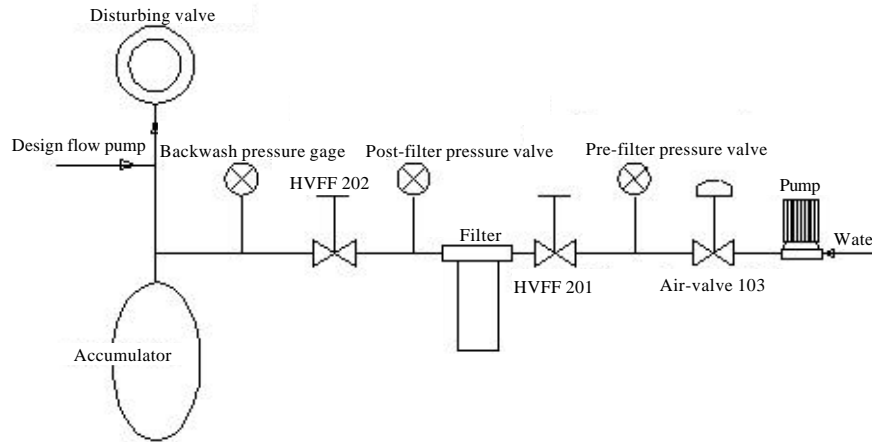 Disturbing valve
Design flow pump
Backwash pressure gage
Post-filter pressure valve
Pre-filter pressure valve
HVFF 202
Pump
Filter
Wate
HVFF 201
Air-valve 103
Accumulator